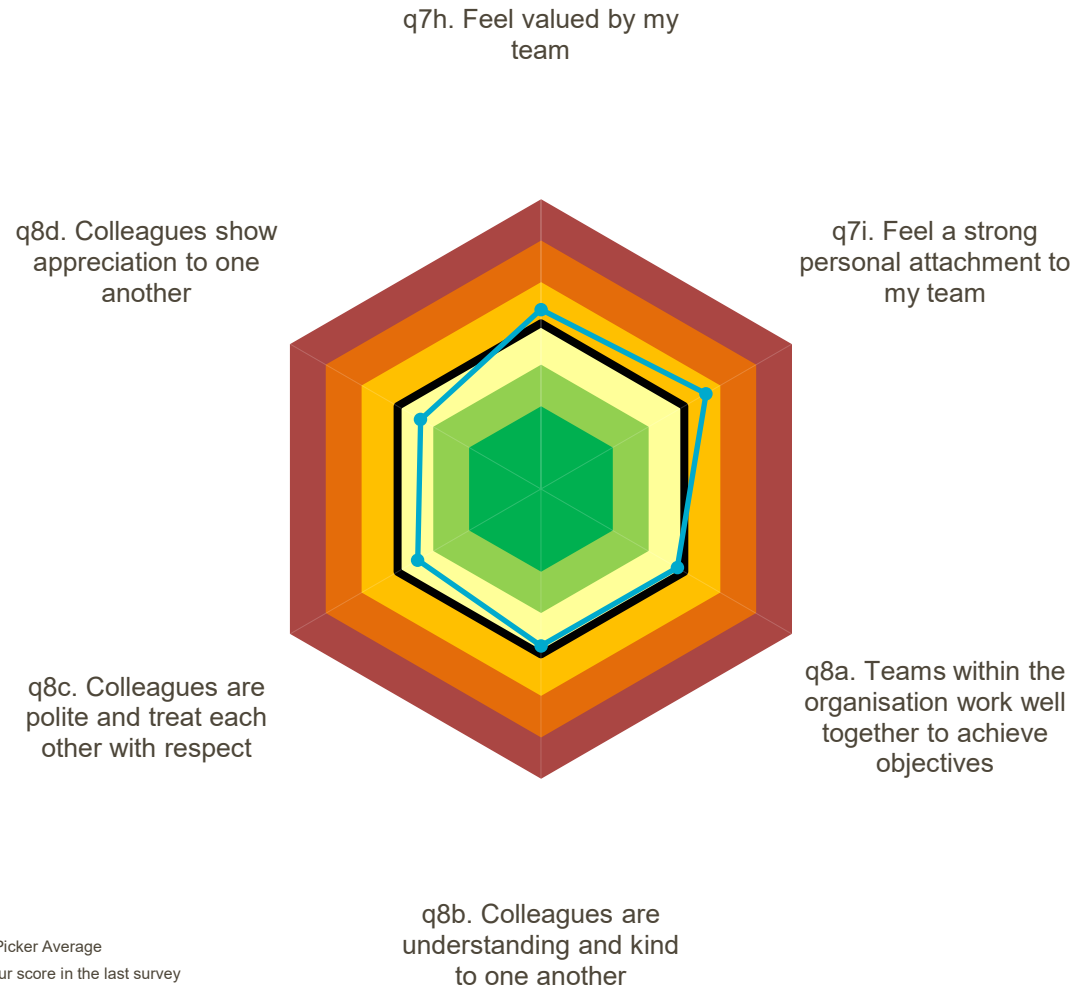 q7h. Feel valued by my
team
q8d. Colleagues show
appreciation to one
another
q7i. Feel a strong
personal attachment to
my team
q8c. Colleagues are
polite and treat each
other with respect
q8a. Teams within the
organisation work well
together to achieve
objectives
q8b. Colleagues are
understanding and kind
to one another
Picker Average
ur score in the last survey